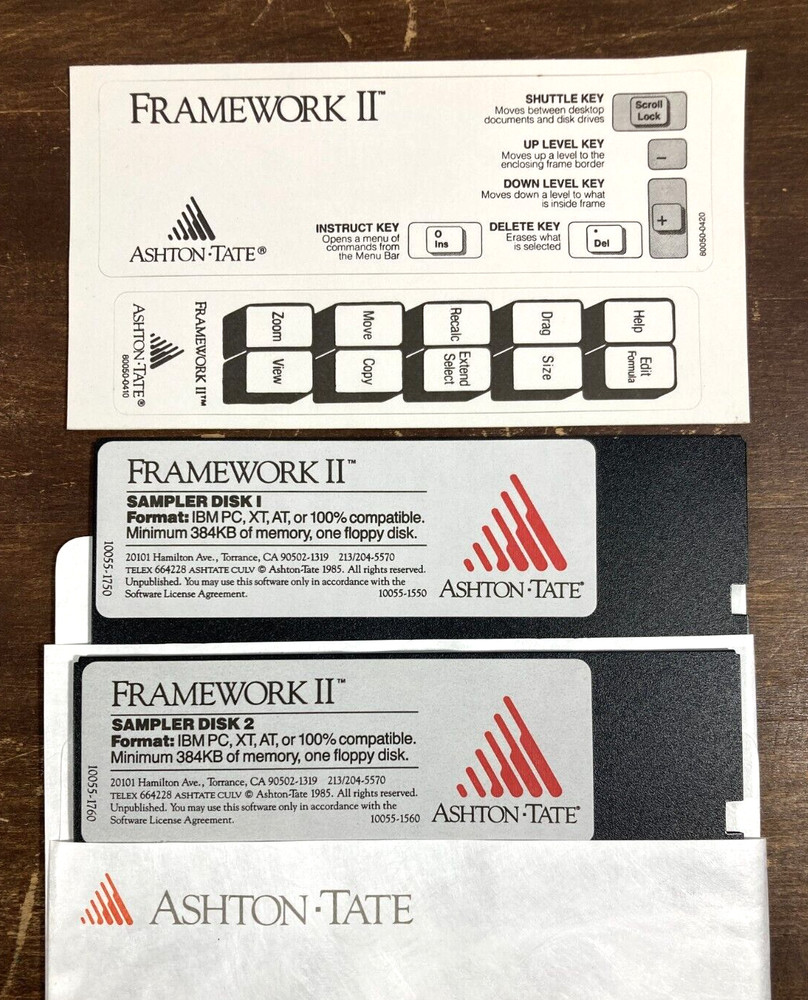 FRAMEWORK II™
SHUTTLE KEY
Moves between desktop
documents and disk drives
Scroll
Lock
UP LEVEL KEY
Moves up a level to the
enclosing frame border
–
DOWN LEVEL KEY
Moves down a level to what
is inside frame
+
ASHTON·TATE®
INSTRUCT KEY
Opens a menu of
commands from
the Menu Bar
0
Ins
DELETE KEY
Erases what
is selected
.
Del
80050-0420
ASHTON·TATE®
80050-0410
FRAMEWORK II™
Zoom
Move
Recalc
Drag
Help
View
Copy
Extend
Select
Size
Edit
Formula
FRAMEWORK II™
SAMPLER DISK 1
Format: IBM PC, XT, AT, or 100% compatible.
Minimum 384KB of memory, one floppy disk.
20101 Hamilton Ave., Torrance, CA 90502-1319 213/204-5570
TELEX 664228 ASHTATE CULV © Ashton-Tate 1985. All rights reserved.
Unpublished. You may use this software only in accordance with the
Software License Agreement. 10055-1550
10055-1750
ASHTON·TATE®
FRAMEWORK II™
SAMPLER DISK 2
Format: IBM PC, XT, AT, or 100% compatible.
Minimum 384KB of memory, one floppy disk.
20101 Hamilton Ave., Torrance, CA 90502-1319 213/204-5570
TELEX 664228 ASHTATE CULV © Ashton-Tate 1985. All rights reserved.
Unpublished. You may use this software only in accordance with the
Software License Agreement. 10055-1560
10055-1760
ASHTON·TATE®
ASHTON·TATE